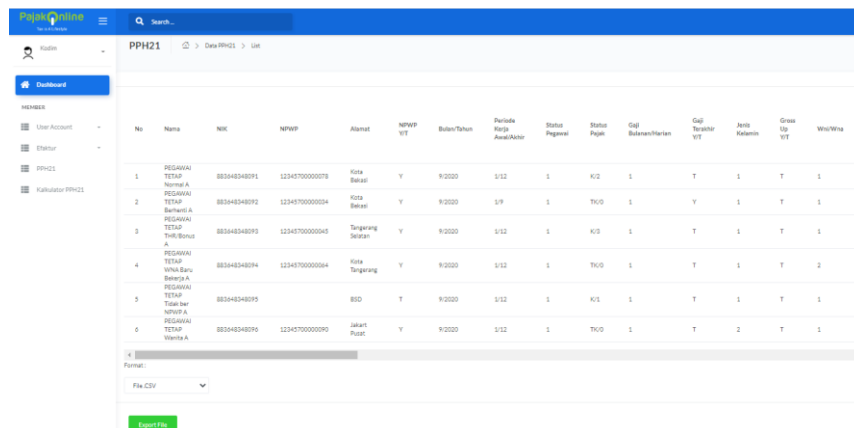 PajakOnline
Search...
Kadim
PPH21 > Data PPH21 > List
Dashboard
MEMBER
User Account
Efaktur
PPH21
Kalkulator PPH21
No Nama NIK NPWP Alamat NPWP Y/T Bulan/Tahun Periode Kerja Awal/Akhir Status Pegawai Status Pajak Gaji Bulanan/Harian Gaji Terakhir Y/T Jenis Kelamin Gross Up Y/T Wni/Wna
1 PEGAWAI TETAP Normal A 883648348091 12345700000078 Kota Bekasi Y 9/2020 1/12 1 K/2 1 T 1 T 1
2 PEGAWAI TETAP Berhenti A 883648348092 12345700000034 Kota Bekasi Y 9/2020 1/9 1 TK/0 1 Y 1 T 1
3 PEGAWAI TETAP THR/Bonus A 883648348093 12345700000045 Tangerang Selatan Y 9/2020 1/12 1 K/3 1 T 1 T 1
4 PEGAWAI TETAP WNA Baru Bekerja A 883648348094 12345700000064 Kota Tangerang Y 9/2020 1/12 1 TK/0 1 T 1 T 2
5 PEGAWAI TETAP Tidak ber NPWP A 883648348095 BSD T 9/2020 1/12 1 K/1 1 T 1 T 1
6 PEGAWAI TETAP Wanita A 883648348096 12345700000090 Jakart Pusat Y 9/2020 1/12 1 TK/0 1 T 2 T 1
Format :
File CSV
Export File